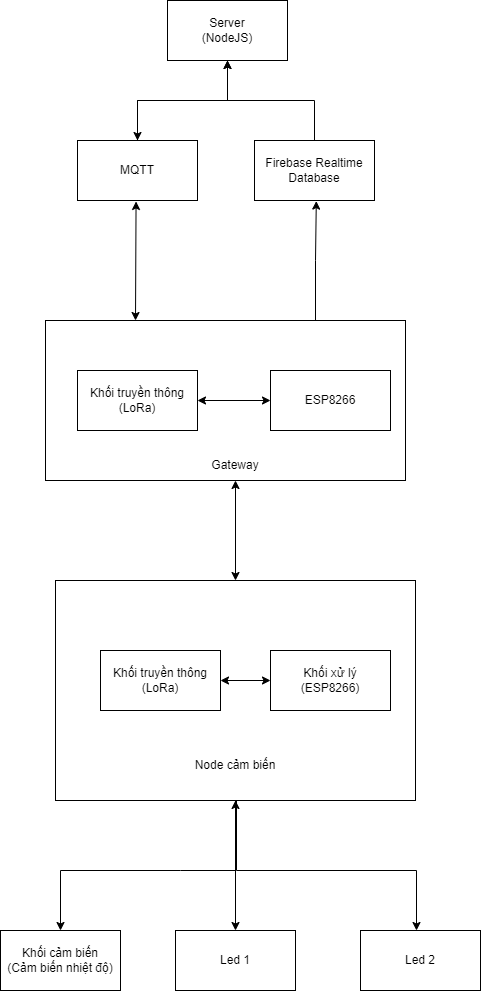 Server
(NodeJS)
MQTT
Firebase Realtime
Database
Khối truyền thông
(LoRa)
ESP8266
Gateway
Khối truyền thông
(LoRa)
Khối xử lý
(ESP8266)
Node cảm biến
Khối cảm biến
(Cảm biến nhiệt độ)
Led 1
Led 2